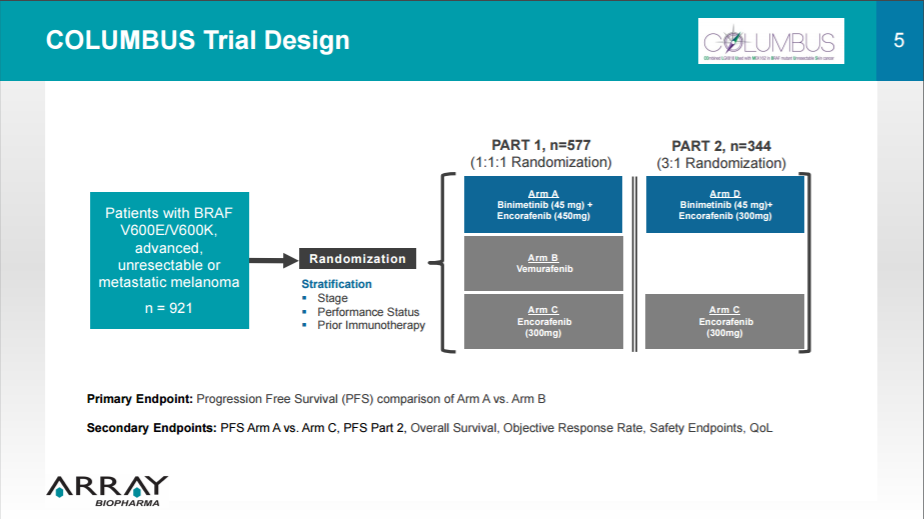 COLUMBUS Trial Design
COLUMBUS
5
PART 1, n=577
(1:1:1 Randomization)
PART 2, n=344
(3:1 Randomization)
Patients with BRAF
V600E/V600K,
advanced,
unresectable or
metastatic melanoma
n = 921
Randomization
Stratification
▪ Stage
▪ Performance Status
▪ Prior Immunotherapy
Arm A
Binimetinib (45 mg) +
Encorafenib (450mg)
Arm B
Vemurafenib
Arm C
Encorafenib
(300mg)
Arm D
Binimetinib (45 mg)+
Encorafenib (300mg)
Arm C
Encorafenib
(300mg)
Primary Endpoint: Progression Free Survival (PFS) comparison of Arm A vs. Arm B
Secondary Endpoints: PFS Arm A vs. Arm C, PFS Part 2, Overall Survival, Objective Response Rate, Safety Endpoints, QoL
ARRAY
BIOPHARMA